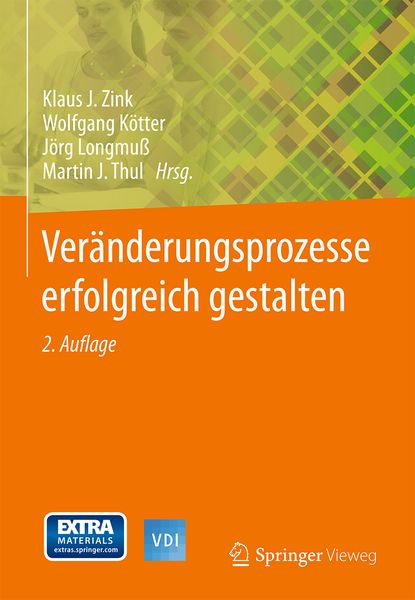 Klaus J. Zink
Wolfgang Kötter
Jörg Longmuß
Martin J. Thul Hrsg.
Veränderungsprozesse
erfolgreich gestalten
2. Auflage
EXTRA
MATERIALS
extras.springer.com
VDI
Springer Vieweg